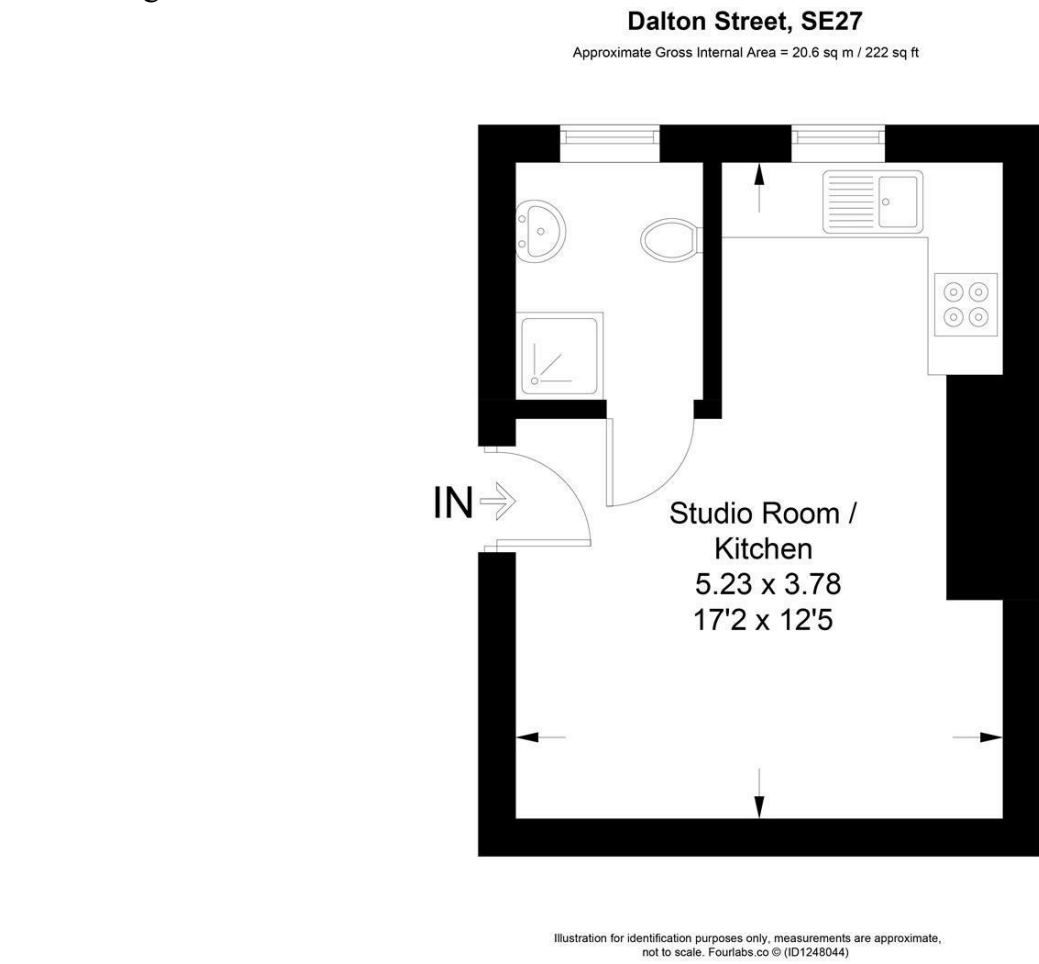 Dalton Street, SE27
Approximate Gross Internal Area = 20.6 sq m / 222 sq ft
IN
Studio Room /
Kitchen
5.23 x 3.78
17'2 x 12'5
Illustration for identification purposes only, measurements are approximate,
not to scale. Fourlabs.co © (ID1248044)